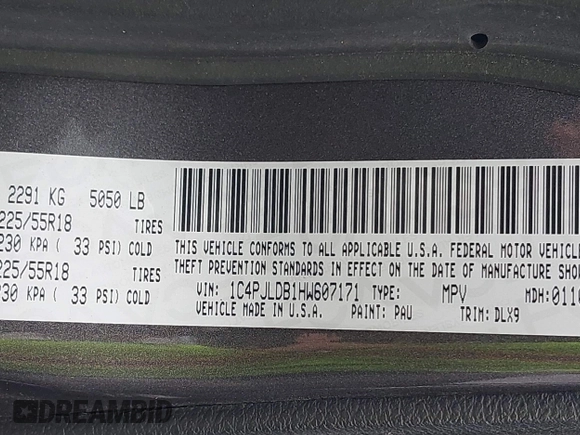 2291 KG 5050 LB
225/55R18 TIRES
230 KPA ( 33 PSI) COLD
225/55R18 TIRES
230 KPA ( 33 PSI) COLD
THIS VEHICLE CONFORMS TO ALL APPLICABLE U.S.A. FEDERAL MOTOR VEHICLE
THEFT PREVENTION STANDARDS IN EFFECT ON THE DATE OF MANUFACTURE SHO
VIN: 1C4PJLDB1HW607171 TYPE: MPV MDH: 0110
VEHICLE MADE IN U.S.A. PAINT: PAU TRIM: DLX9
DREAMBID